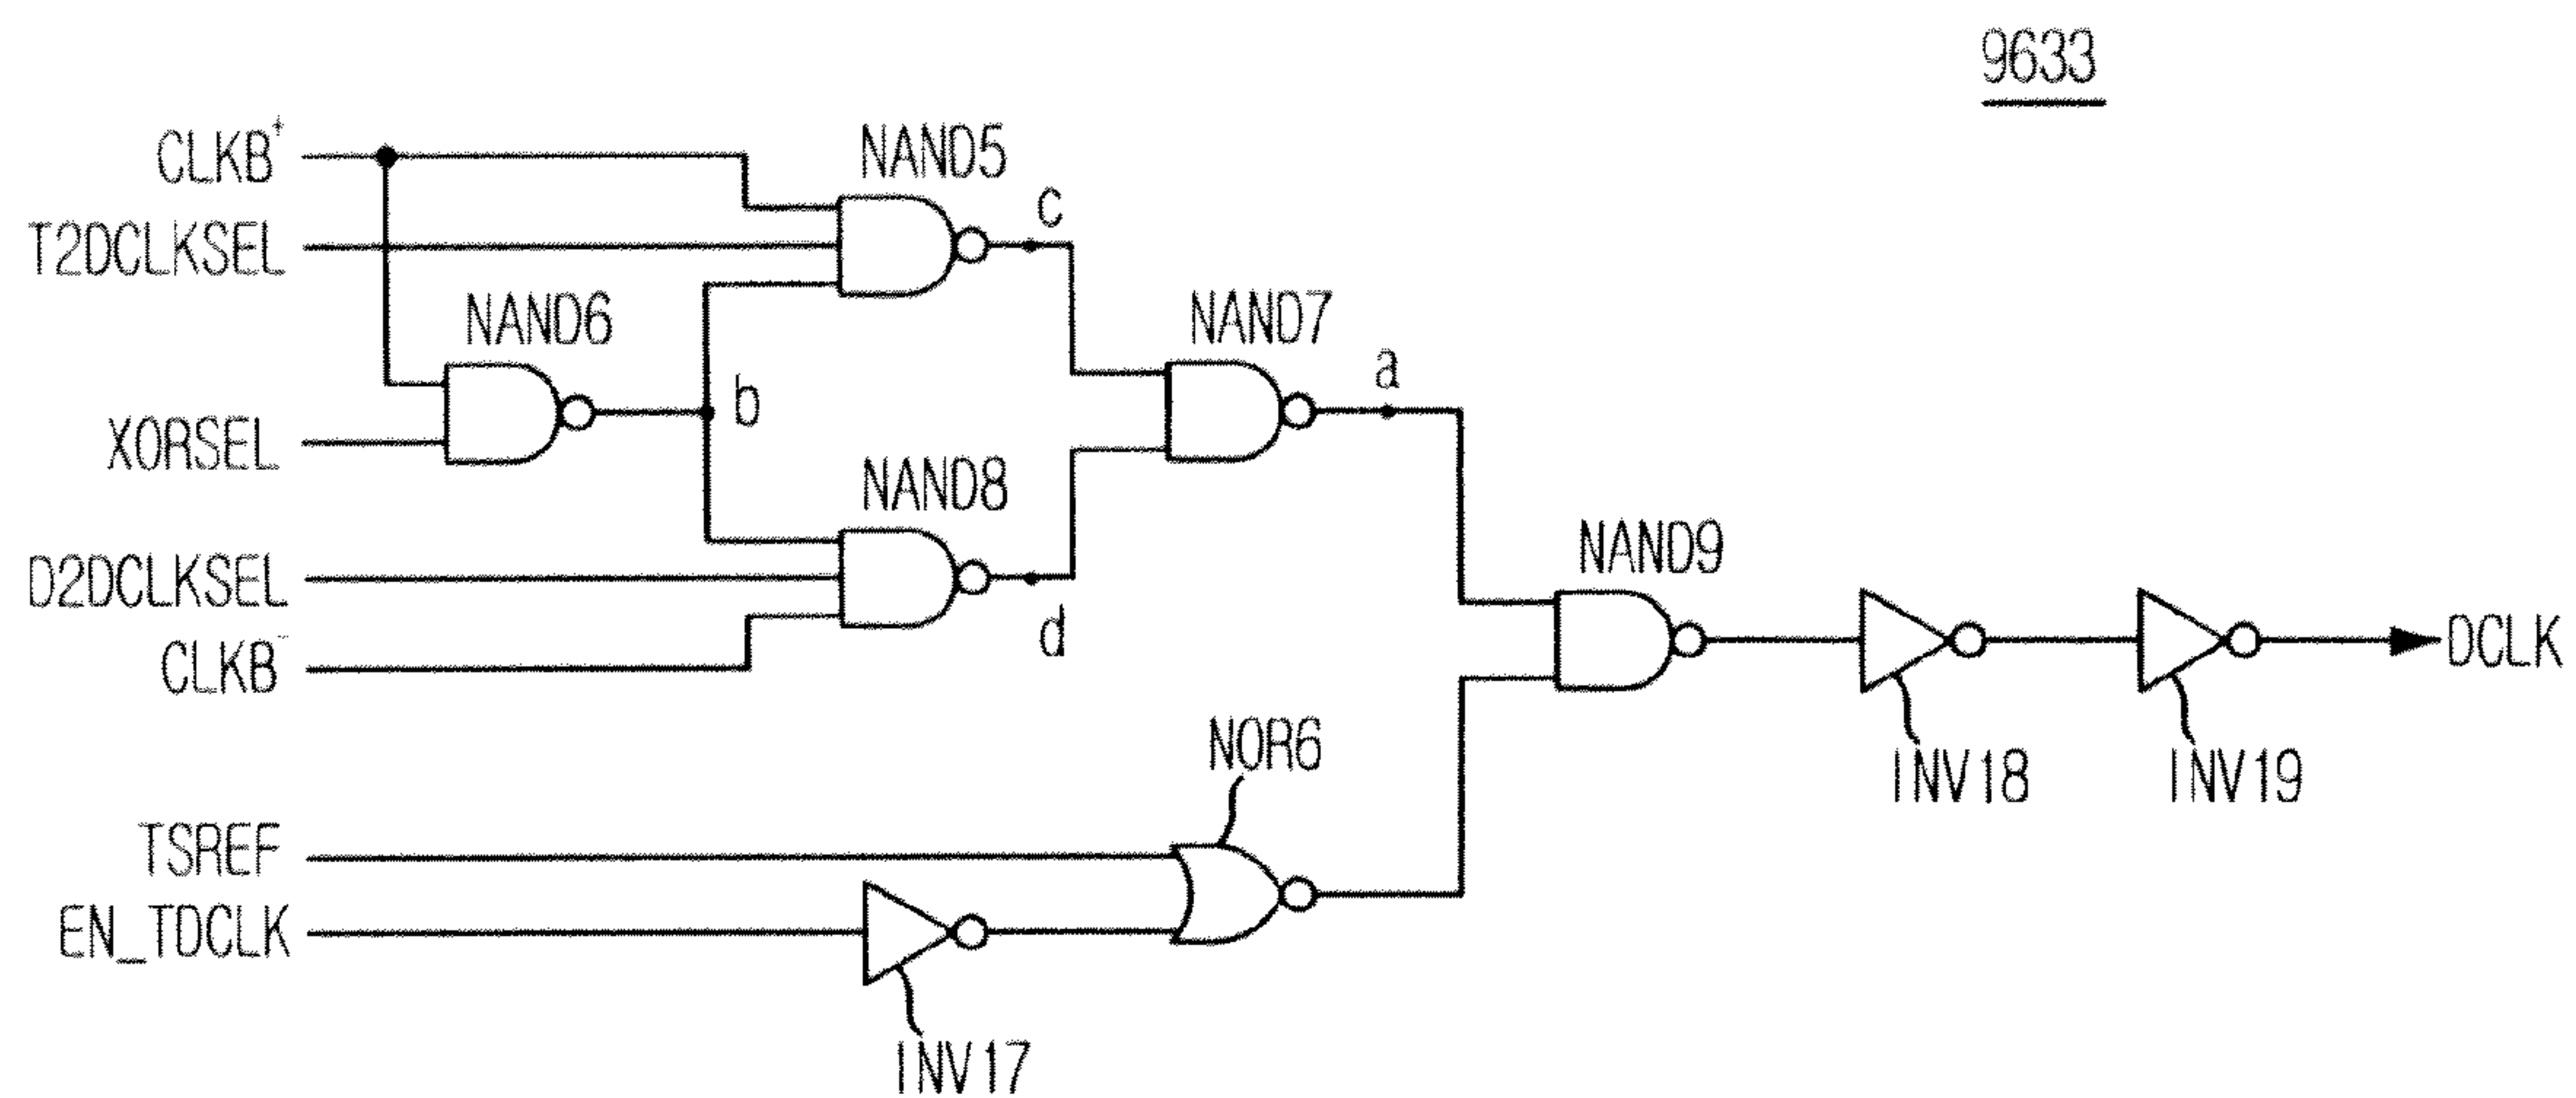 9633
CLKB+
NAND5
c
T2DCLKSEL
NAND6
NAND7
a
b
XORSEL
NAND8
NAND9
D2DCLKSEL
d
CLKB-
DCLK
NOR6
INV18
INV19
TSREF
EN_TDCLK
INV17